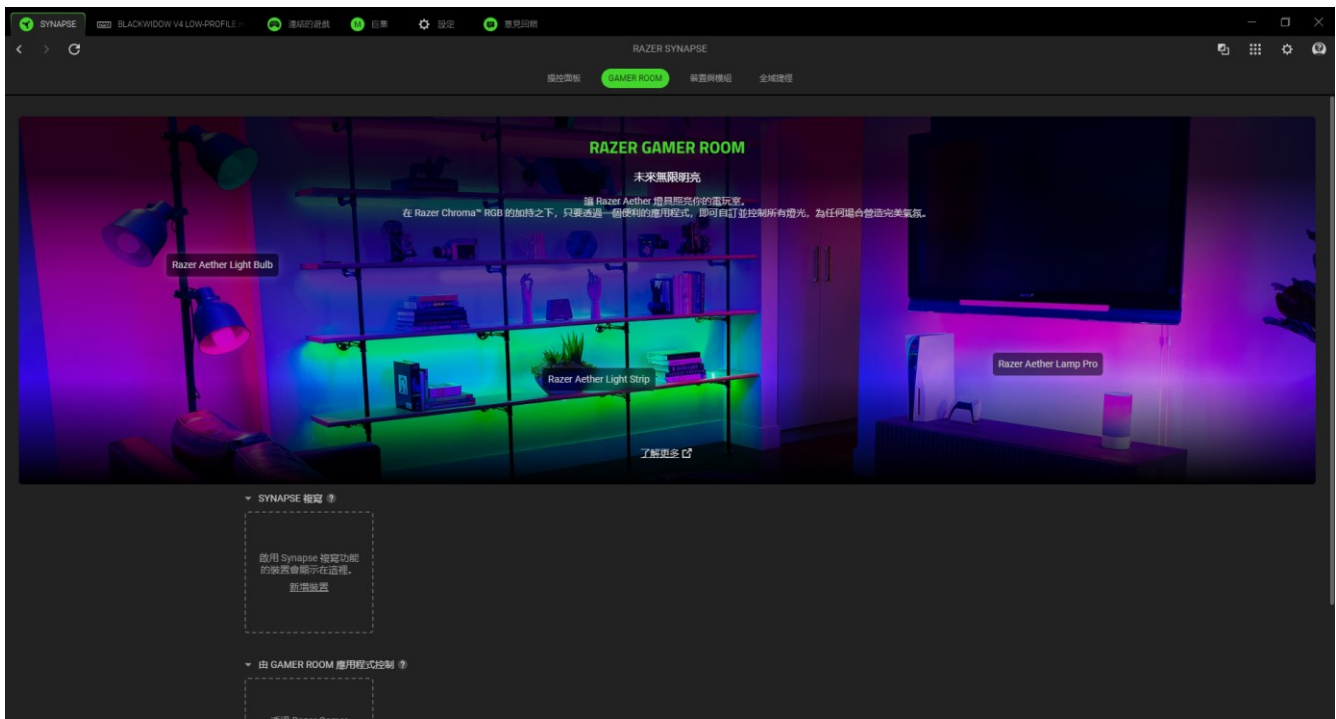 SYNAPSE
BLACKWIDOW V4 LOW-PROFILE
連結的遊戲
巨集
設定
意見回饋
RAZER SYNAPSE
操控面板
GAMER ROOM
裝置與模組
全域捷徑
RAZER GAMER ROOM
未來無限明亮
讓 Razer Aether 燈具照亮你的電玩室。
在 Razer Chroma™ RGB 的加持之下，只要透過一個便利的應用程式，即可自訂並控制所有燈光，為任何場合營造完美氣氛。
Razer Aether Light Bulb
Razer Aether Lamp Pro
Razer Aether Light Strip
了解更多
SYNAPSE 複寫 ?
啟用 Synapse 複寫功能
的裝置會顯示在這裡。
新增裝置
由 GAMER ROOM 應用程式控制 ?